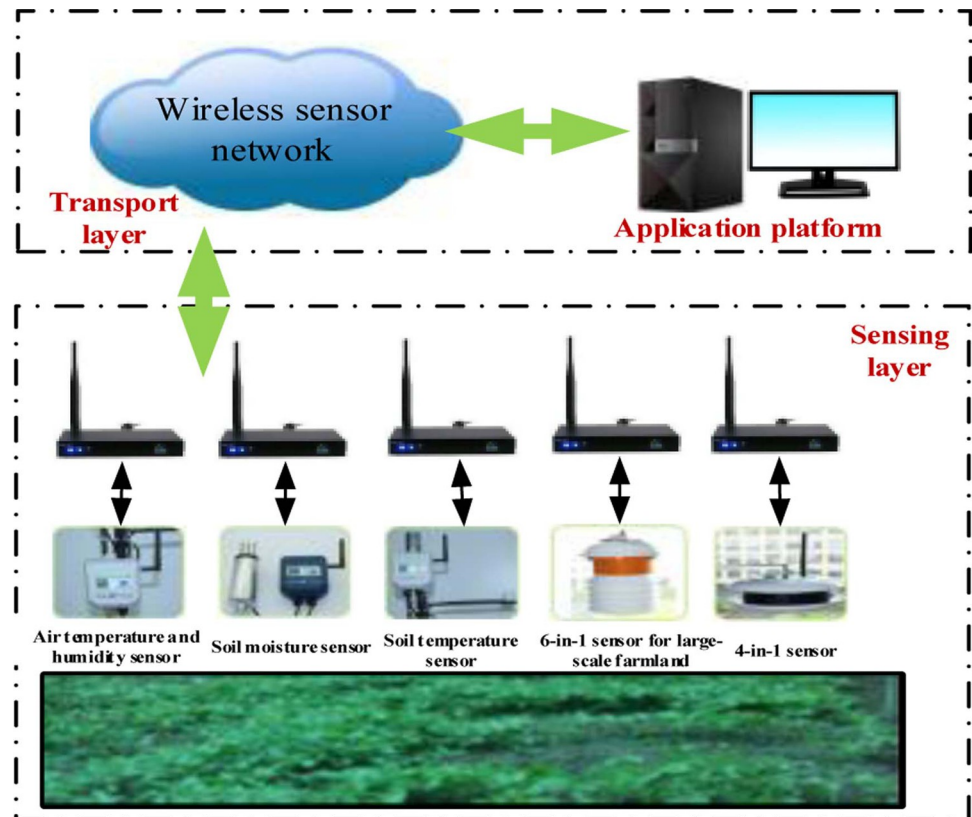 Wireless sensor
network
Transport
layer
Application platform
Sensing
layer
Air temperature and
humidity sensor
Soil moisture sensor
Soil temperature
sensor
6-in-1 sensor for large-
scale farmland
4-in-1 sensor